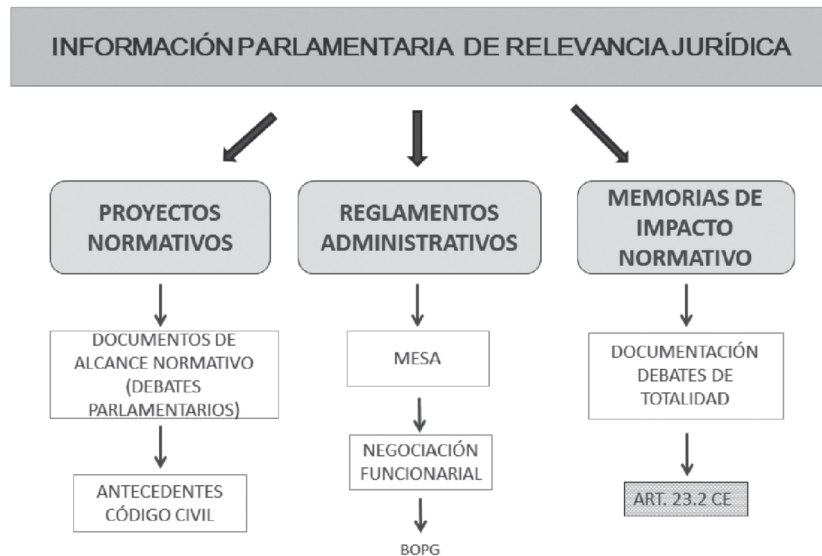 INFORMACIÓN PARLAMENTARIA DE RELEVANCIA JURÍDICA
PROYECTOS
NORMATIVOS
DOCUMENTOS DE
ALCANCE NORMATIVO
(DEBATES
PARLAMENTARIOS)
ANTECEDENTES
CÓDIGO CIVIL
REGLAMENTOS
ADMINISTRATIVOS
MESA
NEGOCIACIÓN
FUNCIONARIAL
BOPG
MEMORIAS DE
IMPACTO
NORMATIVO
DOCUMENTACIÓN
DEBATES DE
TOTALIDAD
ART. 23.2 CE